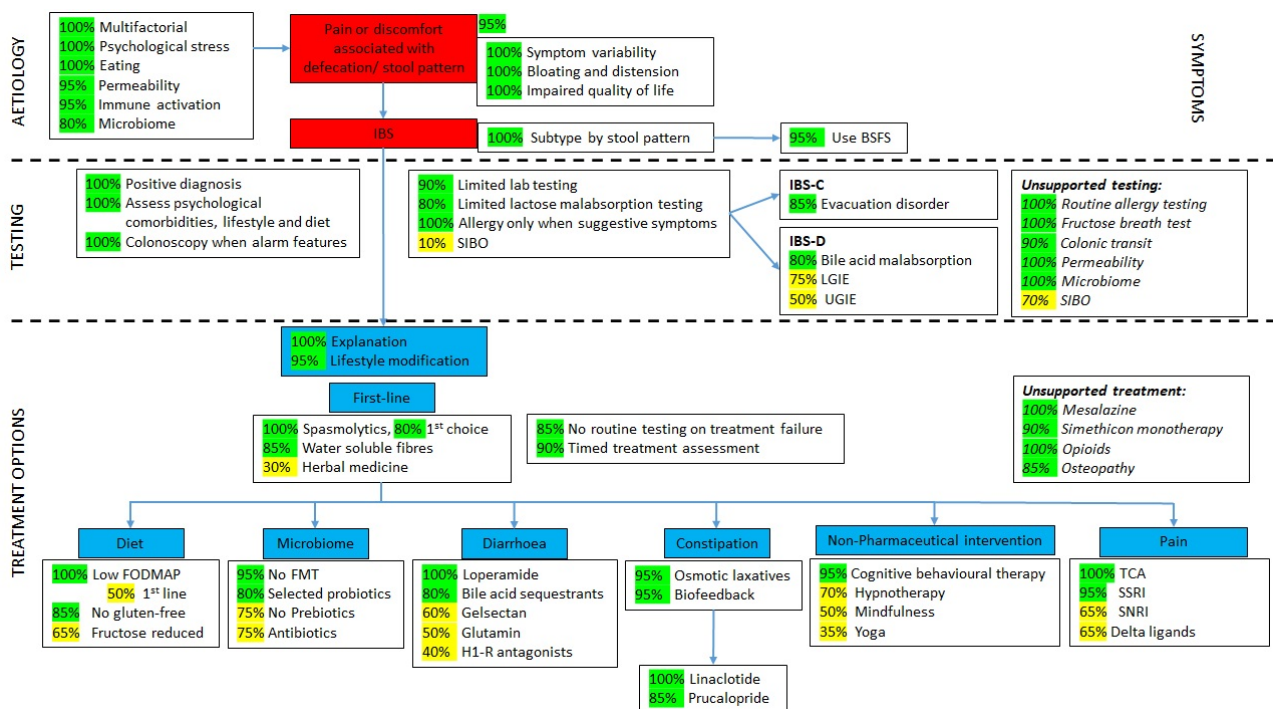 AETIOLOGY
100% Multifactorial
100% Psychological stress
100% Eating
95% Permeability
95% Immune activation
80% Microbiome
Pain or discomfort
associated with
defecation/ stool pattern
95%
100% Symptom variability
100% Bloating and distension
100% Impaired quality of life
SYMPTOMS
IBS
100% Subtype by stool pattern
95% Use BSFS
TESTING
100% Positive diagnosis
100% Assess psychological
comorbidities, lifestyle and diet
100% Colonoscopy when alarm features
90% Limited lab testing
80% Limited lactose malabsorption testing
100% Allergy only when suggestive symptoms
10% SIBO
IBS-C
85% Evacuation disorder
IBS-D
80% Bile acid malabsorption
75% LGIE
50% UGIE
Unsupported testing:
100% Routine allergy testing
100% Fructose breath test
90% Colonic transit
100% Permeability
100% Microbiome
70% SIBO
TREATMENT OPTIONS
100% Explanation
95% Lifestyle modification
First-line
100% Spasmolytics, 80% 1st choice
85% Water soluble fibres
30% Herbal medicine
85% No routine testing on treatment failure
90% Timed treatment assessment
Unsupported treatment:
100% Mesalazine
90% Simethicon monotherapy
100% Opioids
85% Osteopathy
Diet
100% Low FODMAP
50% 1st line
85% No gluten-free
65% Fructose reduced
Microbiome
95% No FMT
80% Selected probiotics
75% No Prebiotics
75% Antibiotics
Diarrhoea
100% Loperamide
80% Bile acid sequestrants
60% Gelsectan
50% Glutamin
40% H1-R antagonists
Constipation
95% Osmotic laxatives
95% Biofeedback
100% Linaclotide
85% Prucalopride
Non-Pharmaceutical intervention
95% Cognitive behavioural therapy
70% Hypnotherapy
50% Mindfulness
35% Yoga
Pain
100% TCA
95% SSRI
65% SNRI
65% Delta ligands